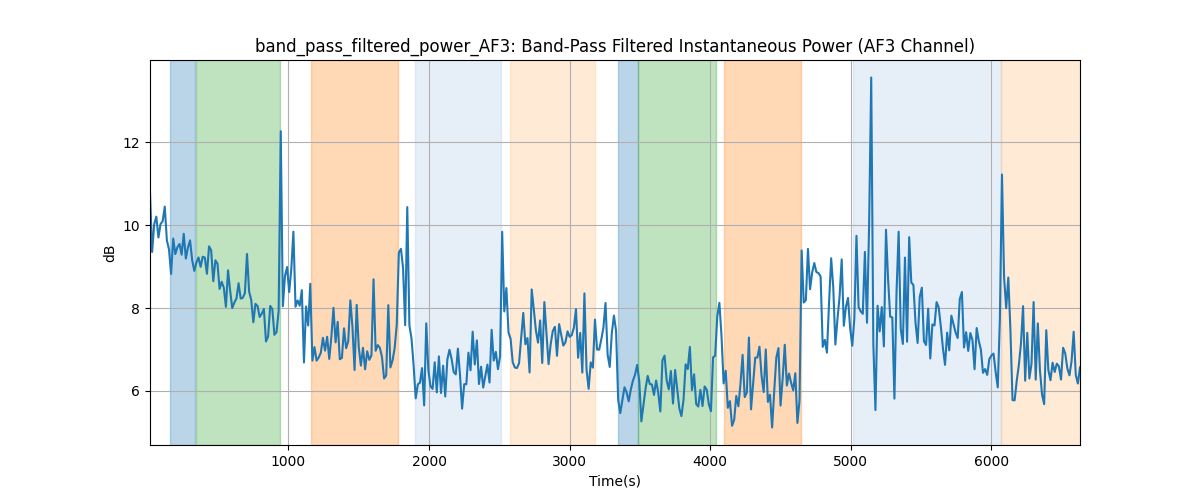 band_pass_filtered_power_AF3: Band-Pass Filtered Instantaneous Power (AF3 Channel)
12
10
8
6
dB
1000 2000 3000 4000 5000 6000
Time(s)